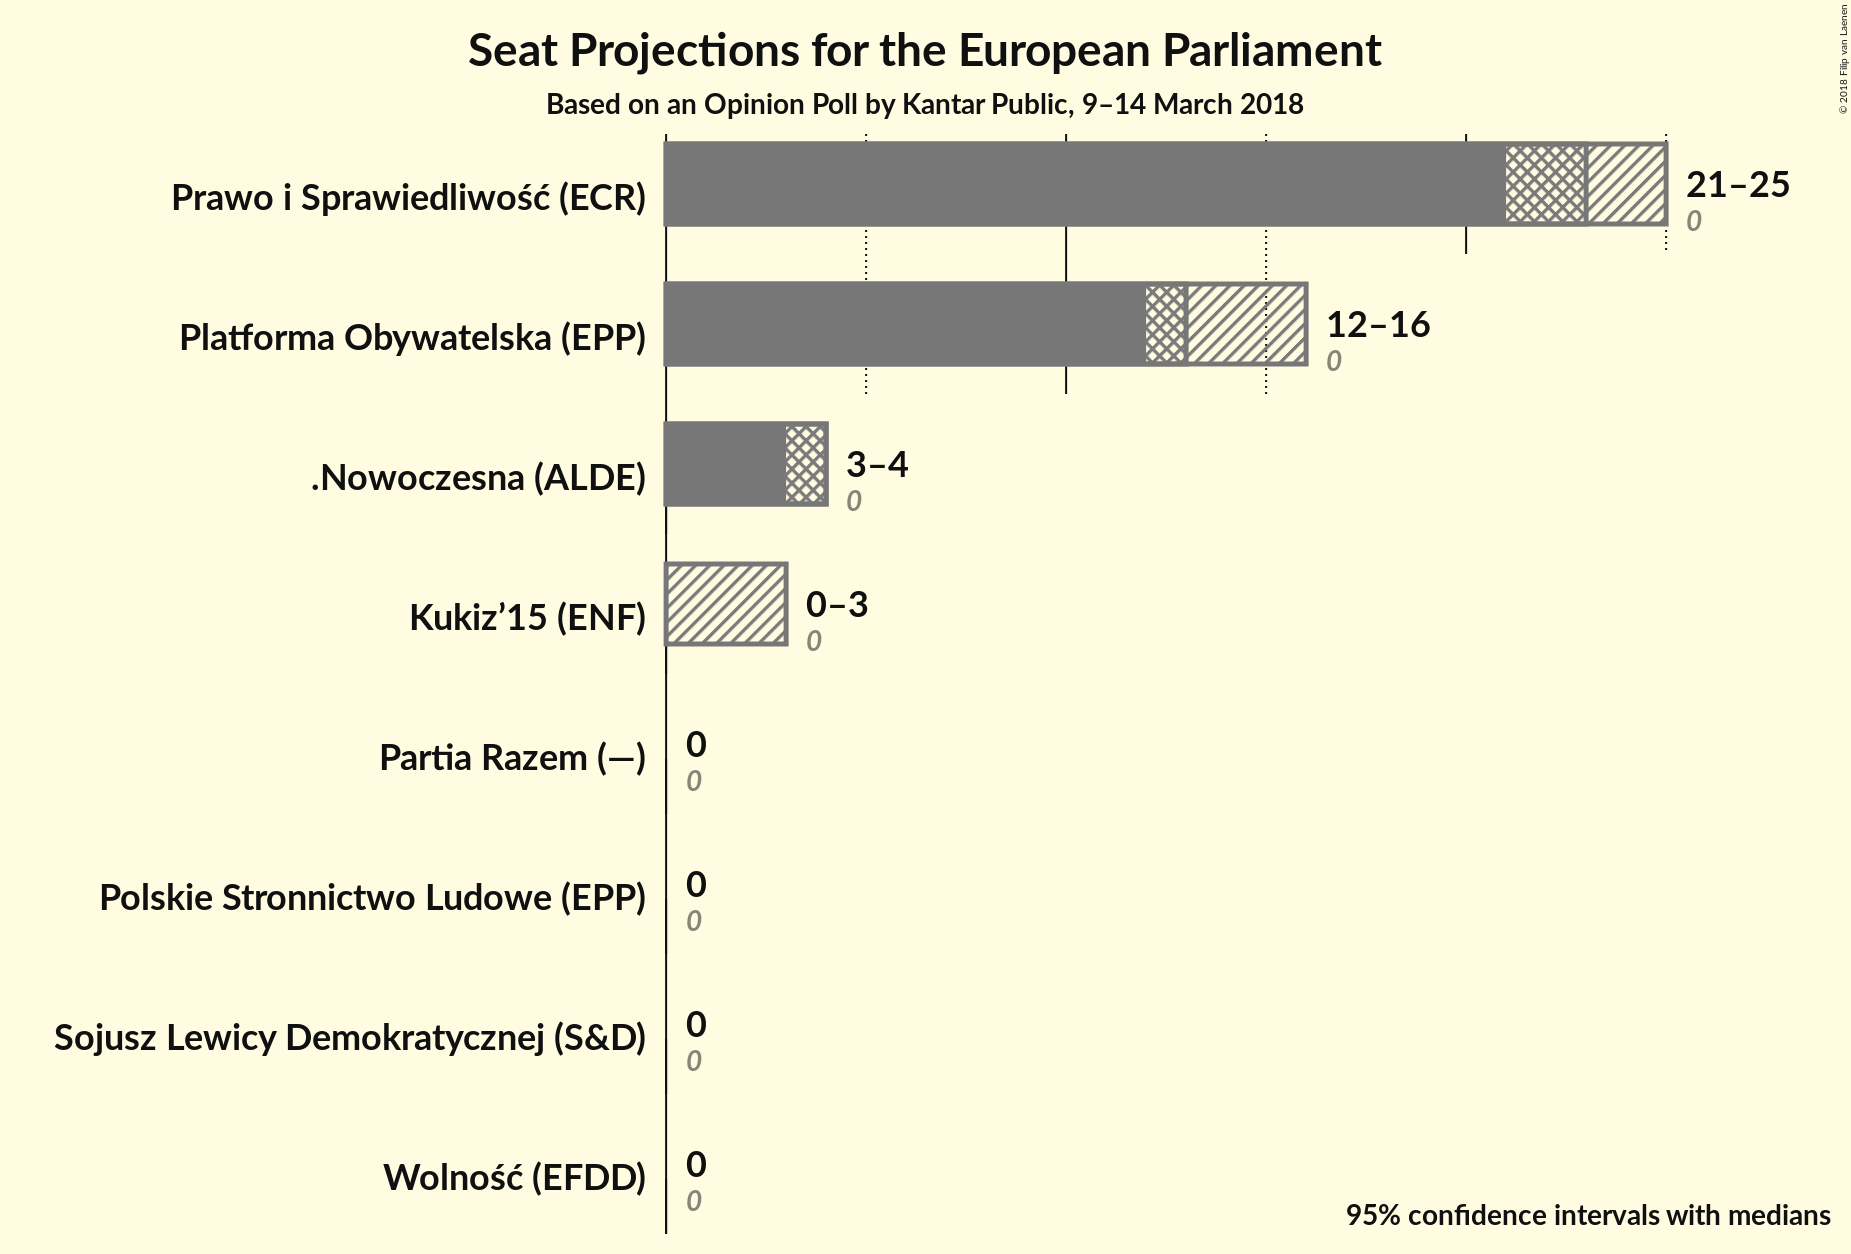 Seat Projections for the European Parliament
Based on an Opinion Poll by Kantar Public, 9–14 March 2018
© 2018 Filip van Laenen
Prawo i Sprawiedliwość (ECR)
21–25
0
Platforma Obywatelska (EPP)
12–16
0
.Nowoczesna (ALDE)
3–4
0
Kukiz’15 (ENF)
0–3
0
Partia Razem (—)
0
0
Polskie Stronnictwo Ludowe (EPP)
0
0
Sojusz Lewicy Demokratycznej (S&D)
0
0
Wolność (EFDD)
0
0
95% confidence intervals with medians